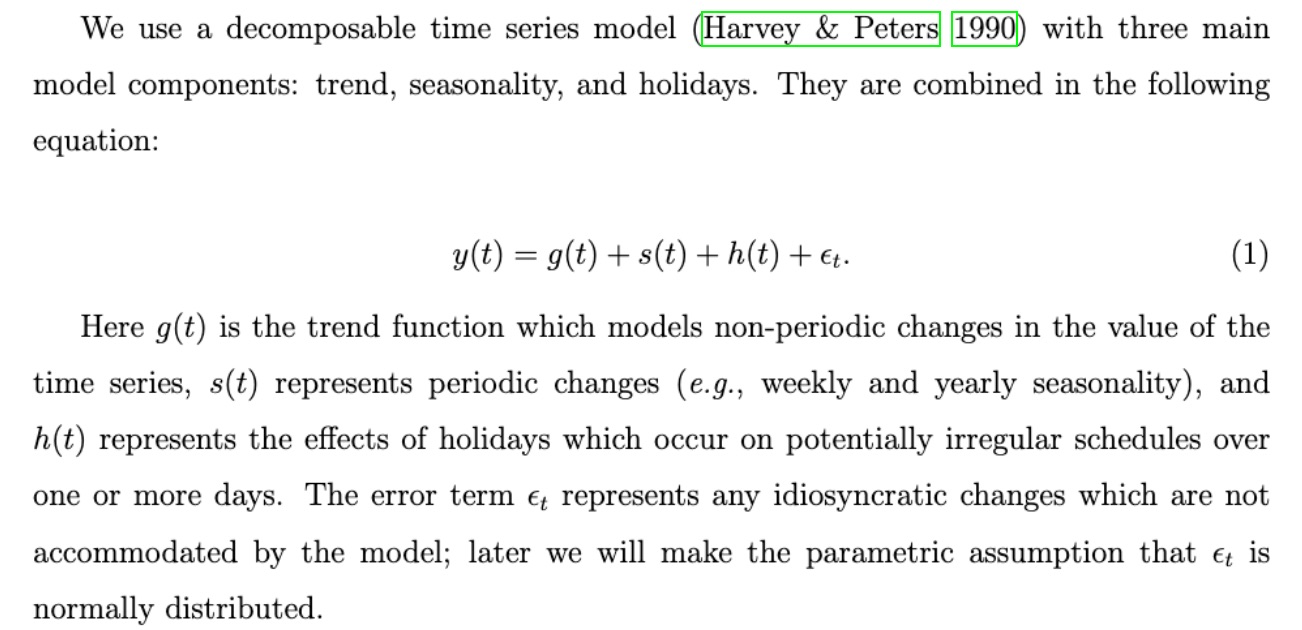 We use a decomposable time series model (Harvey & Peters 1990) with three main
model components: trend, seasonality, and holidays. They are combined in the following
equation:
y(t) = g(t) + s(t) + h(t) + ϵₜ. (1)
Here g(t) is the trend function which models non-periodic changes in the value of the
time series, s(t) represents periodic changes (e.g., weekly and yearly seasonality), and
h(t) represents the effects of holidays which occur on potentially irregular schedules over
one or more days. The error term ϵₜ represents any idiosyncratic changes which are not
accommodated by the model; later we will make the parametric assumption that ϵₜ is
normally distributed.